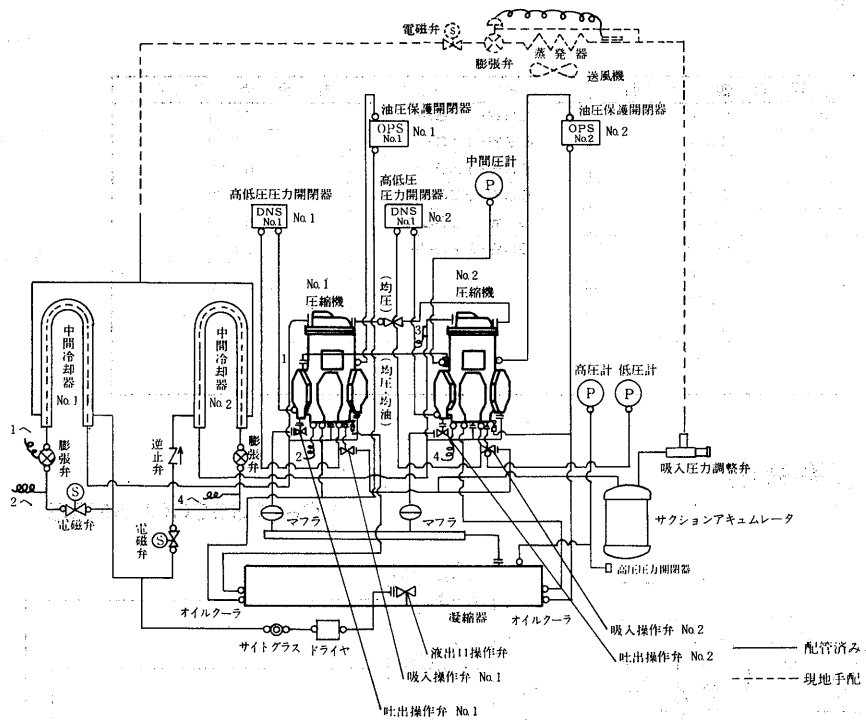 電磁弁
S
膨張弁
蒸発器
送風機
油圧保護開閉器
OPS
No.1
No.1
油圧保護開閉器
OPS
No.2
No.2
中間圧計
P
高低圧圧力開閉器
DNS
No.1
No.1
高低圧
圧力開閉器
DNS
No.1
No.2
No.1
圧縮機
(均圧)
No.2
圧縮機
1
3
(均圧・均油)
中間冷却器
No.1
中間冷却器
No.2
高圧計
P
低圧計
P
1へ
膨張弁
2へ
S
電磁弁
逆止弁
膨張弁
4へ
電磁弁
S
2
4
マフラ
マフラ
吸入圧力調整弁
サクションアキュムレータ
高圧圧力開閉器
オイルクーラ
凝縮器
オイルクーラ
サイトグラス
ドライヤ
液出口操作弁
吸入操作弁 No.1
吐出操作弁 No.1
吸入操作弁 No.2
吐出操作弁 No.2
配管済み
現地手配